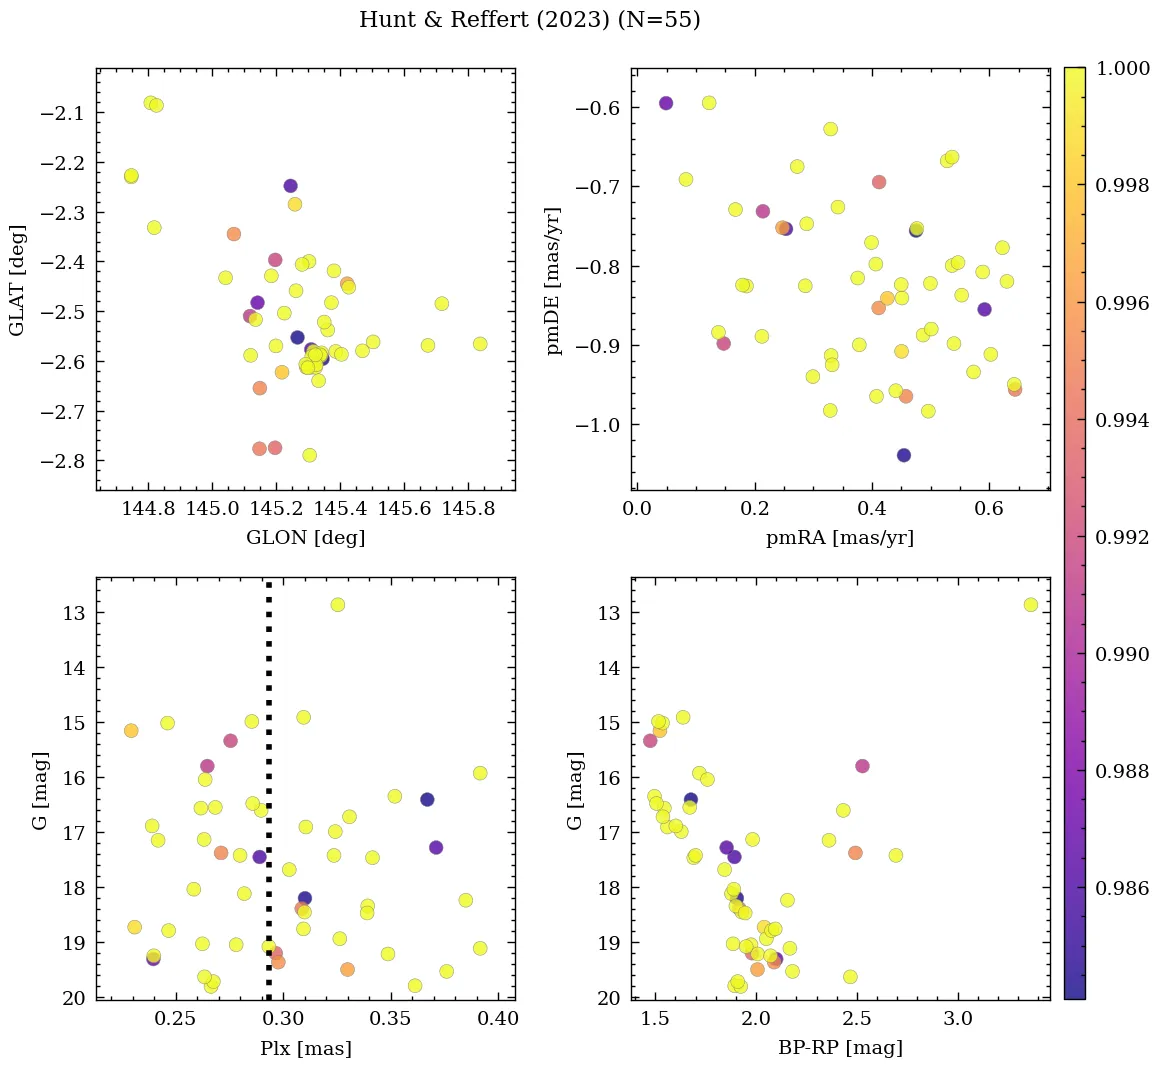 Hunt & Reffert (2023) (N=55)
−2.1
−2.2
−2.3
−2.4
−2.5
−2.6
−2.7
−2.8
GLAT [deg]
144.8 145.0 145.2 145.4 145.6 145.8
GLON [deg]
−0.6
−0.7
−0.8
−0.9
−1.0
pmDE [mas/yr]
0.0 0.2 0.4 0.6
pmRA [mas/yr]
13
14
15
16
17
18
19
20
G [mag]
0.25 0.30 0.35 0.40
Plx [mas]
13
14
15
16
17
18
19
20
G [mag]
1.5 2.0 2.5 3.0
BP-RP [mag]
1.000
0.998
0.996
0.994
0.992
0.990
0.988
0.986